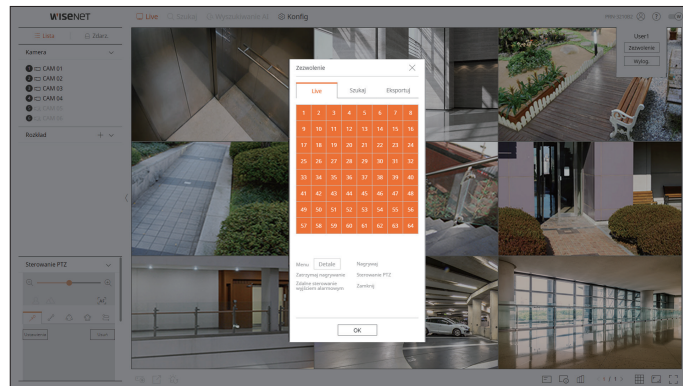 WISENET
Live Szukaj Wyszukiwanie AI Konfig
Lista Zdarz.
Kamera
CAM 01
CAM 02
CAM 03
CAM 04
Rozkład
Sterowanie PTZ
User1
Zezwolenie
Wylog.
Zezwolenie
Live Szukaj Eksportuj
1 2 3 4 5 6 7 8
9 10 11 12 13 14 15 16
17 18 19 20 21 22 23 24
25 26 27 28 29 30 31 32
33 34 35 36 37 38 39 40
41 42 43 44 45 46 47 48
49 50 51 52 53 54 55 56
57 58 59 60 61 62 63 64
Menu Detale Nagrywaj
Zatrzymaj nagrywanie Sterowanie PTZ
Zdalne sterowanie
wyjściem alarmowym Zamknij
OK
/ 1 /